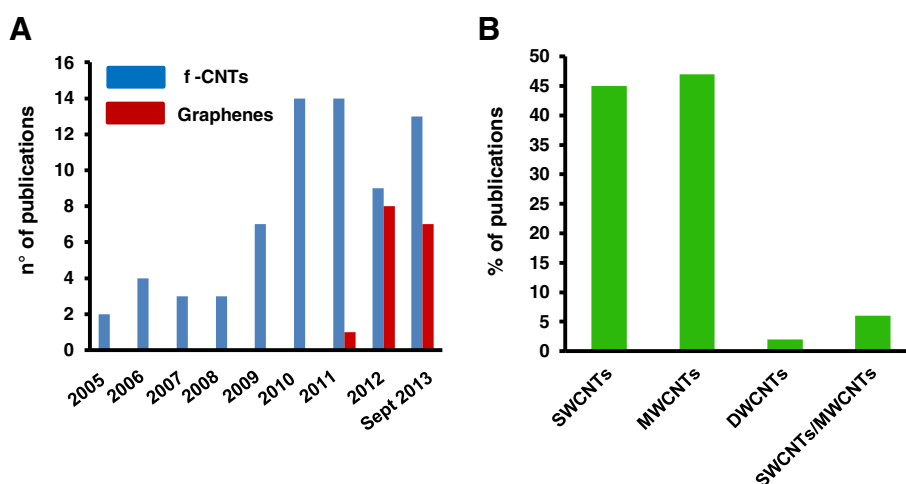 A
n° of publications
16
14
12
10
8
6
4
2
0
f -CNTs
Graphenes
2005
2006
2007
2008
2009
2010
2011
2012
Sept 2013
B
% of publications
50
45
40
35
30
25
20
15
10
5
0
SWCNTs
MWCNTs
DWCNTs
SWCNTs/MWCNTs